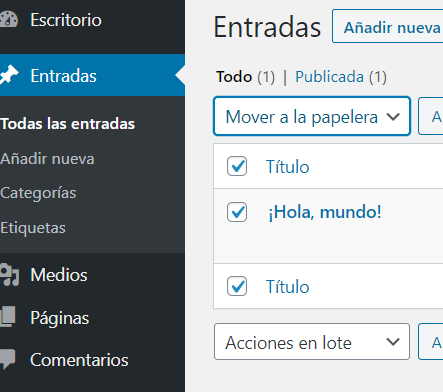 Escritorio
Entradas
Todas las entradas
Añadir nueva
Categorías
Etiquetas
Medios
Páginas
Comentarios
Entradas Añadir nueva
Todo (1) | Publicada (1)
Mover a la papelera
Título
¡Hola, mundo!
Título
Acciones en lote